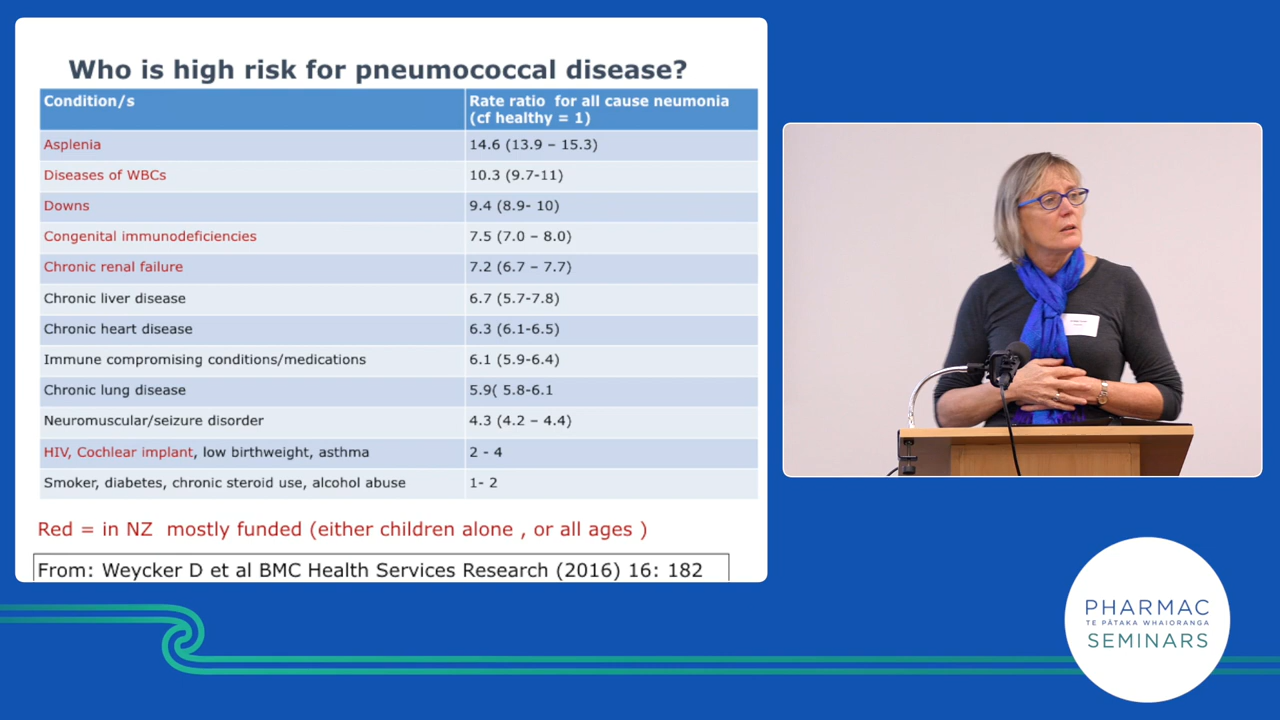 Who is high risk for pneumococcal disease?
Condition/s
Rate ratio for all cause neumonia
(cf healthy = 1)
Asplenia
14.6 (13.9 – 15.3)
Diseases of WBCs
10.3 (9.7-11)
Downs
9.4 (8.9- 10)
Congenital immunodeficiencies
7.5 (7.0 – 8.0)
Chronic renal failure
7.2 (6.7 – 7.7)
Chronic liver disease
6.7 (5.7-7.8)
Chronic heart disease
6.3 (6.1-6.5)
Immune compromising conditions/medications
6.1 (5.9-6.4)
Chronic lung disease
5.9( 5.8-6.1
Neuromuscular/seizure disorder
4.3 (4.2 – 4.4)
HIV, Cochlear implant, low birthweight, asthma
2 - 4
Smoker, diabetes, chronic steroid use, alcohol abuse
1- 2
Red = in NZ mostly funded (either children alone , or all ages )
From: Weycker D et al BMC Health Services Research (2016) 16: 182
PHARMAC
TE PĀTAKA WHAIORANGA
SEMINARS